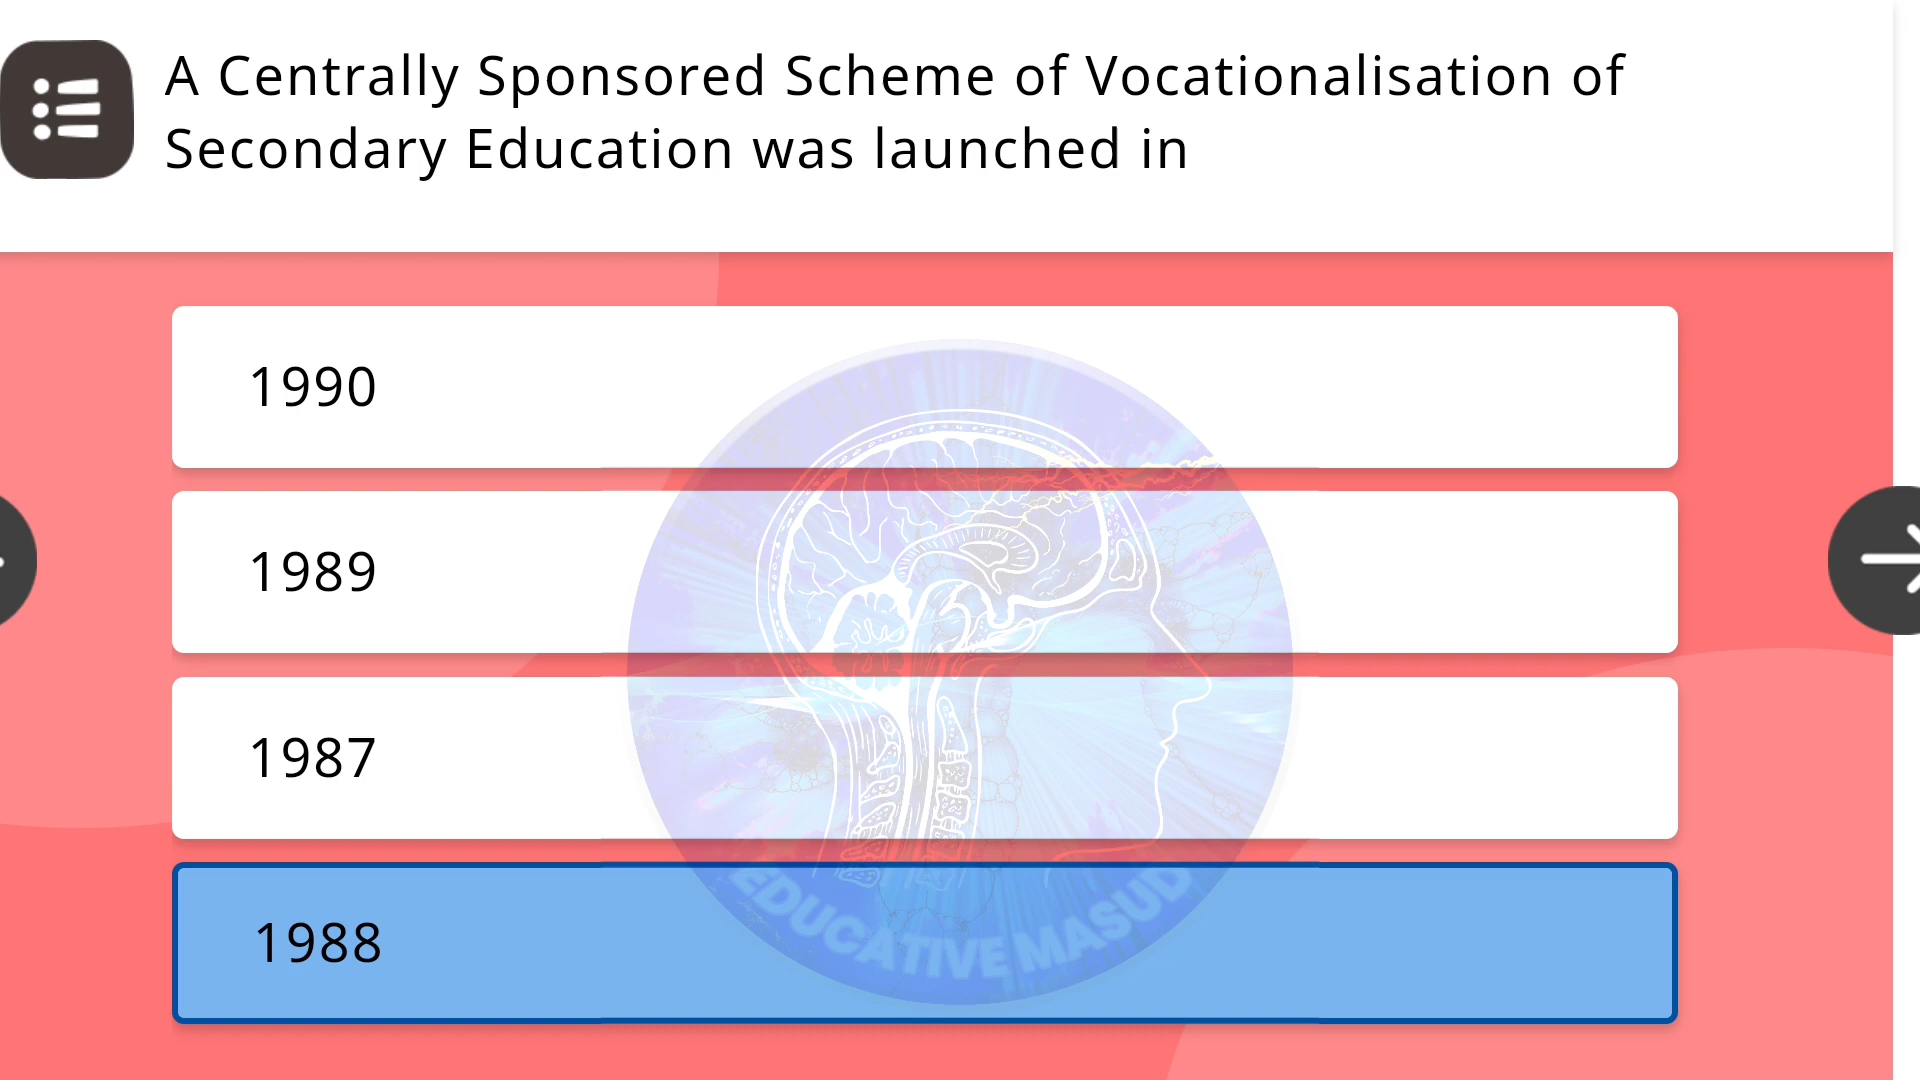 A Centrally Sponsored Scheme of Vocationalisation of
Secondary Education was launched in
1990
1989
1987
1988
EDUCATIVE MASUD